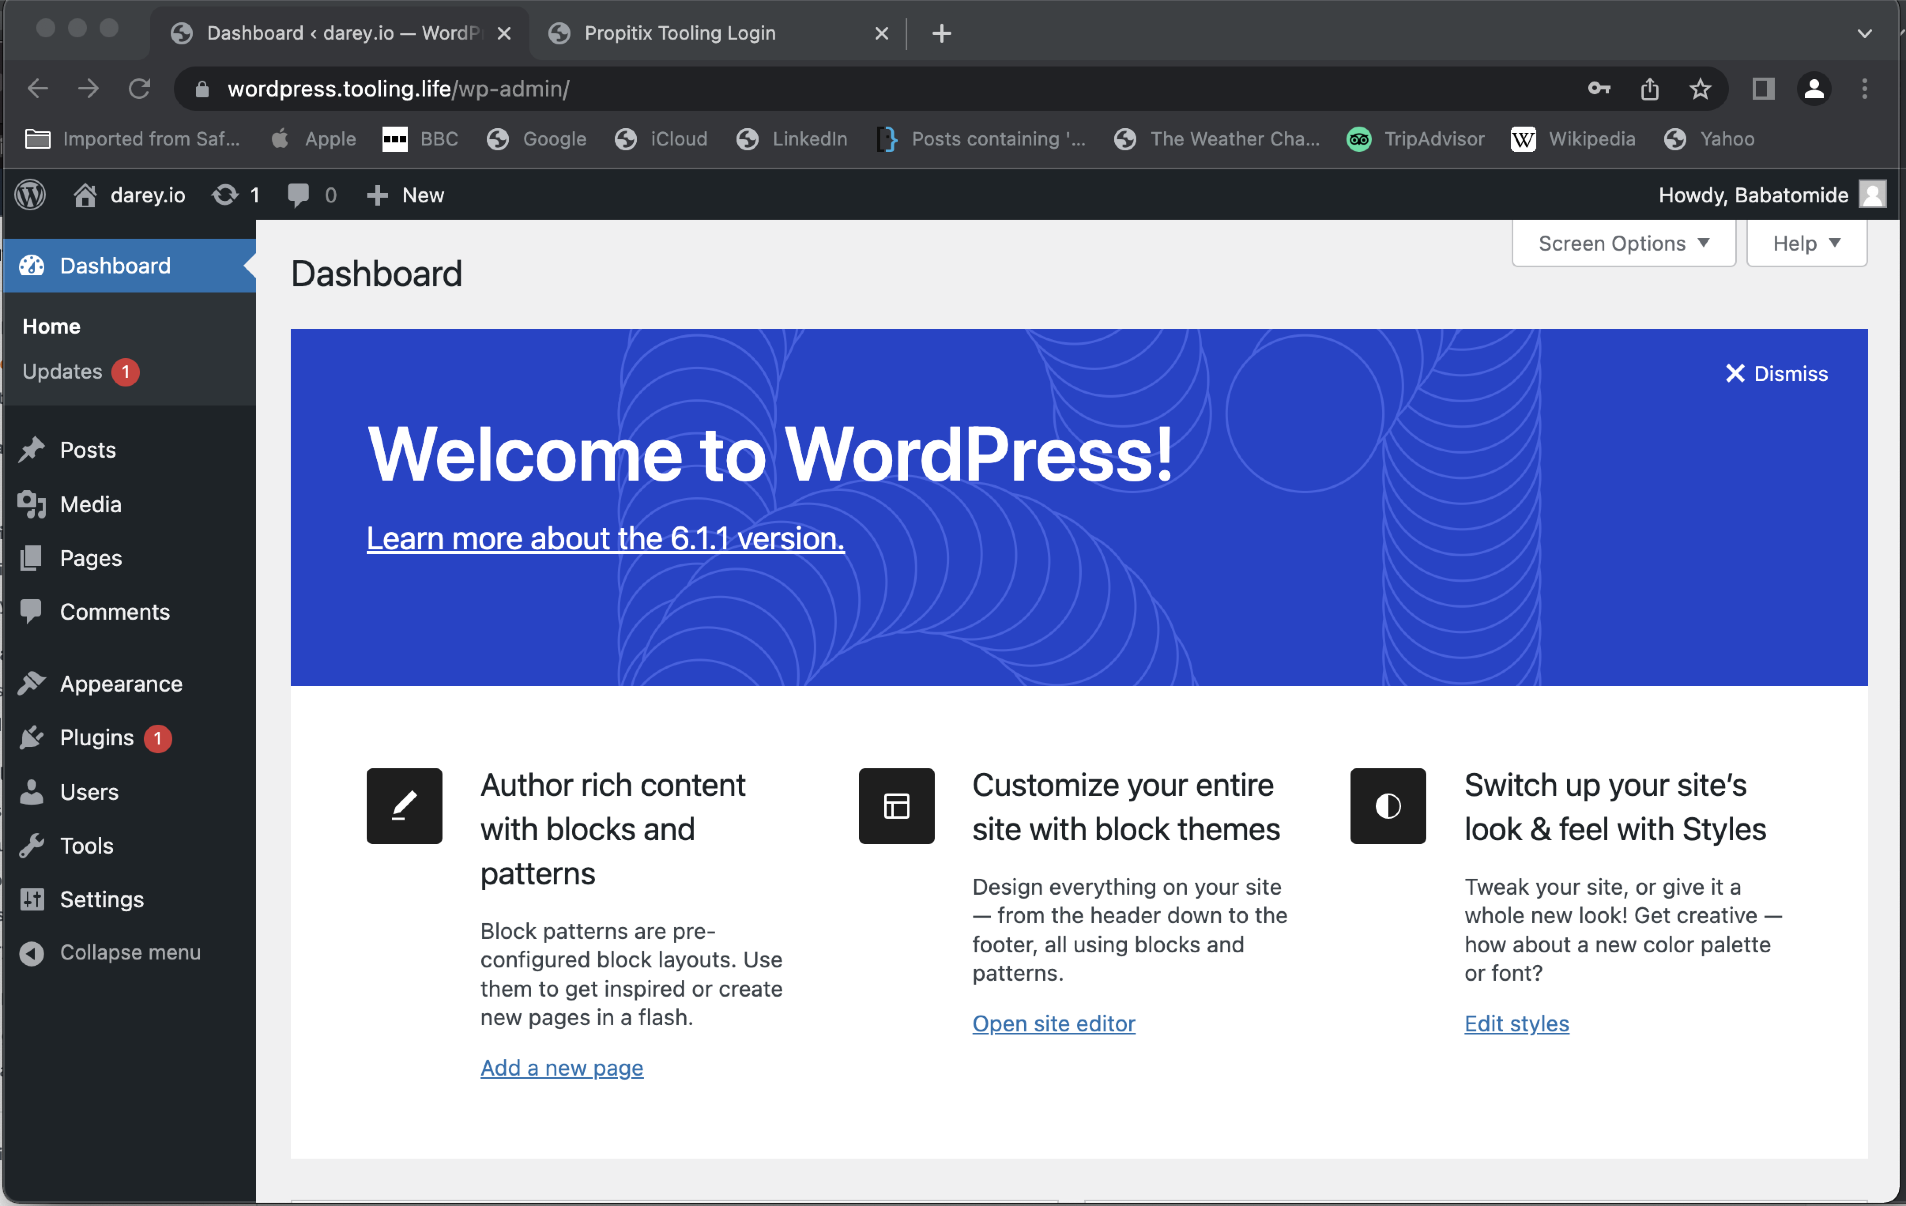 Dashboard ‹ darey.io — WordP
Propitix Tooling Login
wordpress.tooling.life/wp-admin/
Imported from Saf...
Apple
BBC
Google
iCloud
LinkedIn
Posts containing '...
The Weather Cha...
TripAdvisor
W Wikipedia
Yahoo
darey.io
1
0
New
Howdy, Babatomide
Dashboard
Home
Updates 1
Posts
Media
Pages
Comments
Appearance
Plugins 1
Users
Tools
Settings
Collapse menu
Screen Options
Help
Dashboard
Dismiss
Welcome to WordPress!
Learn more about the 6.1.1 version.
Author rich content
with blocks and
patterns
Block patterns are pre-
configured block layouts. Use
them to get inspired or create
new pages in a flash.
Add a new page
Customize your entire
site with block themes
Design everything on your site
— from the header down to the
footer, all using blocks and
patterns.
Open site editor
Switch up your site's
look & feel with Styles
Tweak your site, or give it a
whole new look! Get creative —
how about a new color palette
or font?
Edit styles